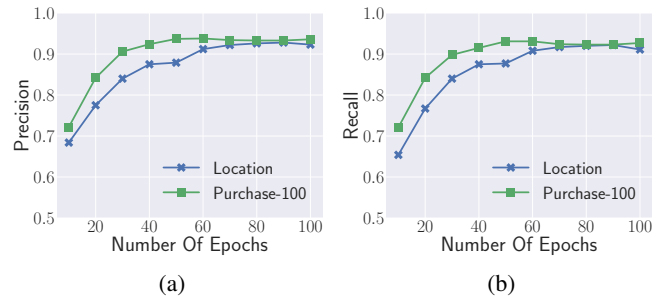 1.0
0.9
0.8
0.7
0.6
0.5
Precision
20 40 60 80 100
Number Of Epochs
Location
Purchase-100
(a)
1.0
0.9
0.8
0.7
0.6
0.5
Recall
20 40 60 80 100
Number Of Epochs
Location
Purchase-100
(b)